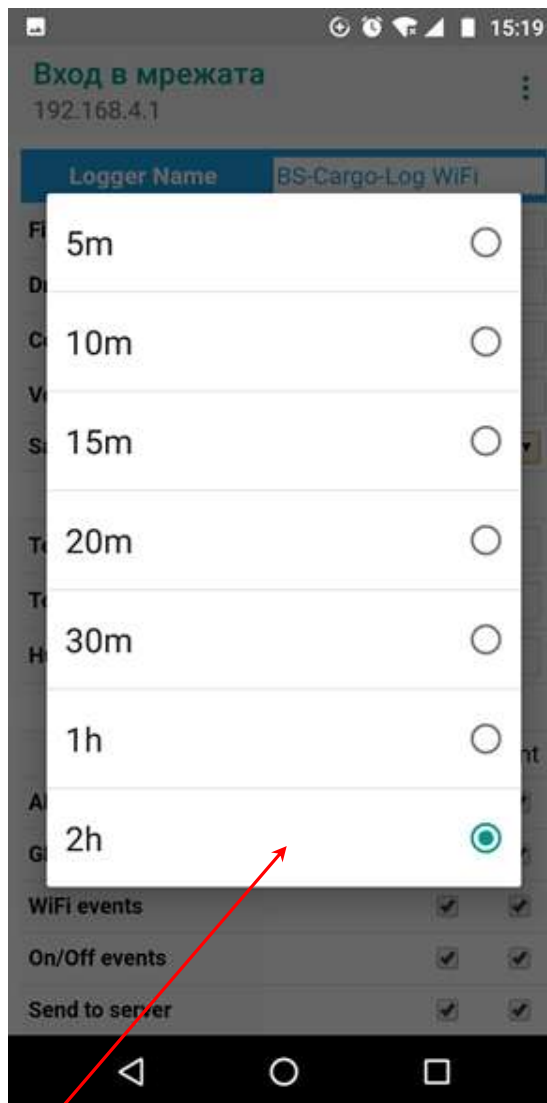 15:19
Вход в мрежата
192.168.4.1
Logger Name BS-Cargo-Log WiFi
5m
10m
15m
20m
30m
1h
2h
WiFi events
On/Off events
Send to server